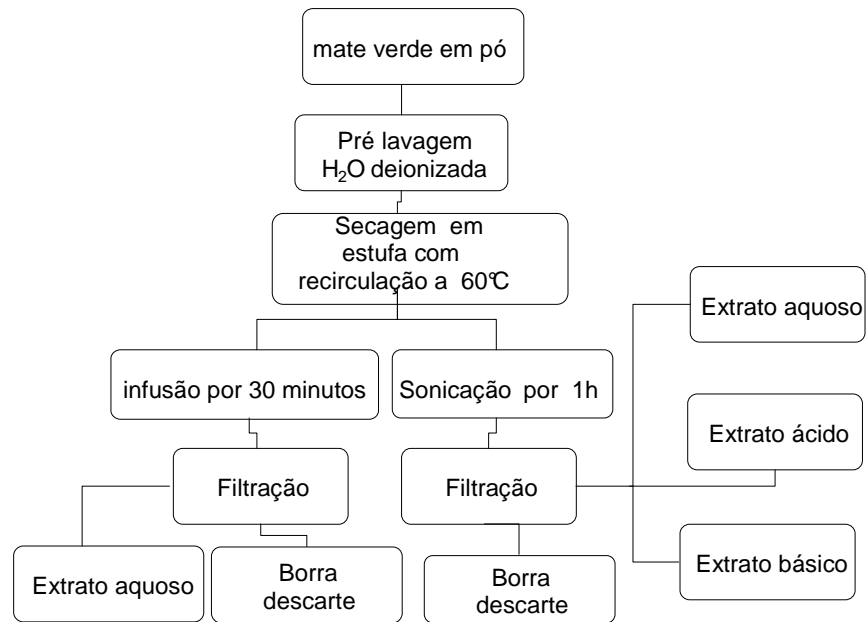 mate verde em pó
Pré lavagem
H₂O deionizada
Secagem em
estufa com
recirculação a 60°C
infusão por 30 minutos
Sonicação por 1h
Extrato aquoso
Extrato ácido
Extrato básico
Filtração
Filtração
Extrato aquoso
Borra
descarte
Borra
descarte